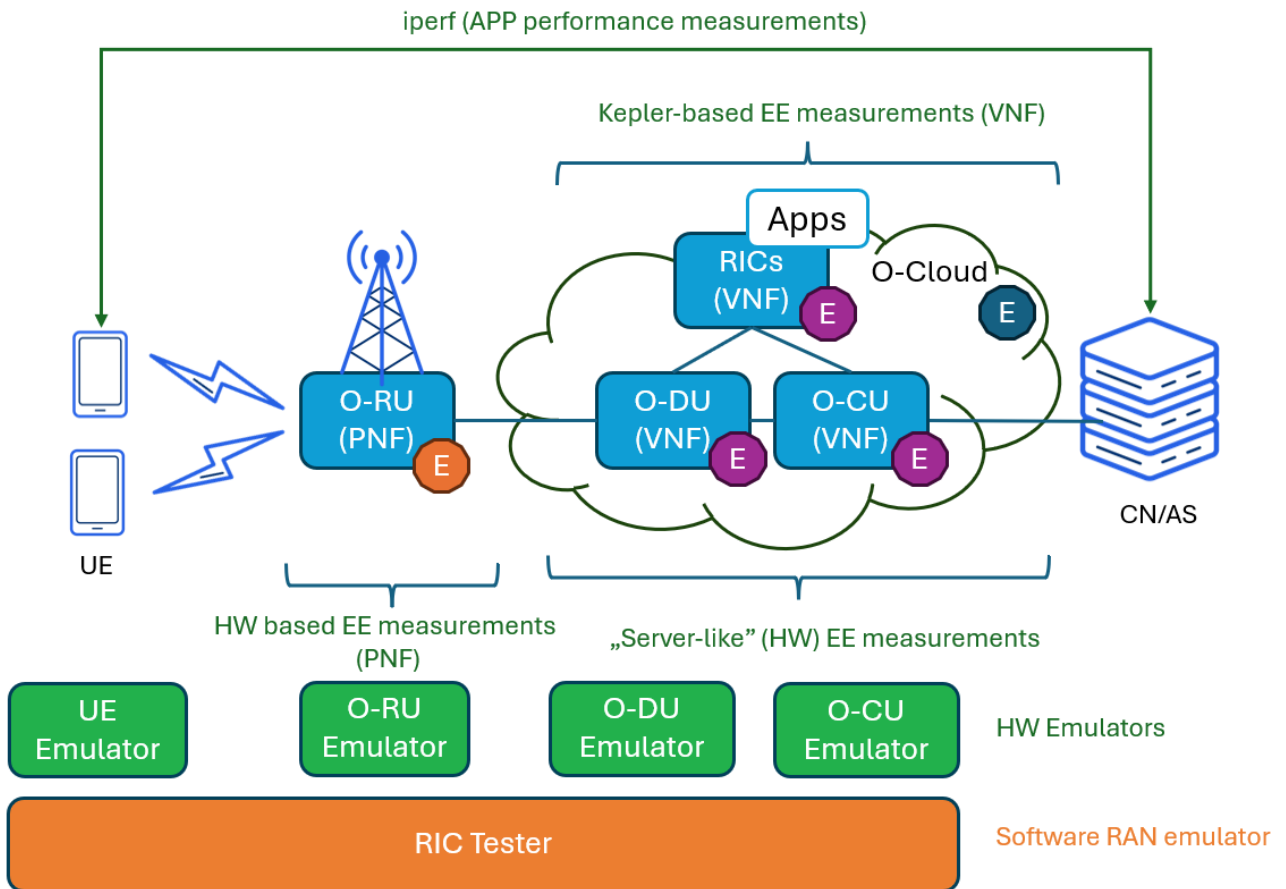 iperf (APP performance measurements)
Kepler-based EE measurements (VNF)
Apps
RICs
(VNF)
E
O-Cloud
E
O-RU
(PNF)
E
O-DU
(VNF)
E
O-CU
(VNF)
E
UE
CN/AS
HW based EE measurements
(PNF)
„Server-like” (HW) EE measurements
UE
Emulator
O-RU
Emulator
O-DU
Emulator
O-CU
Emulator
HW Emulators
RIC Tester
Software RAN emulator